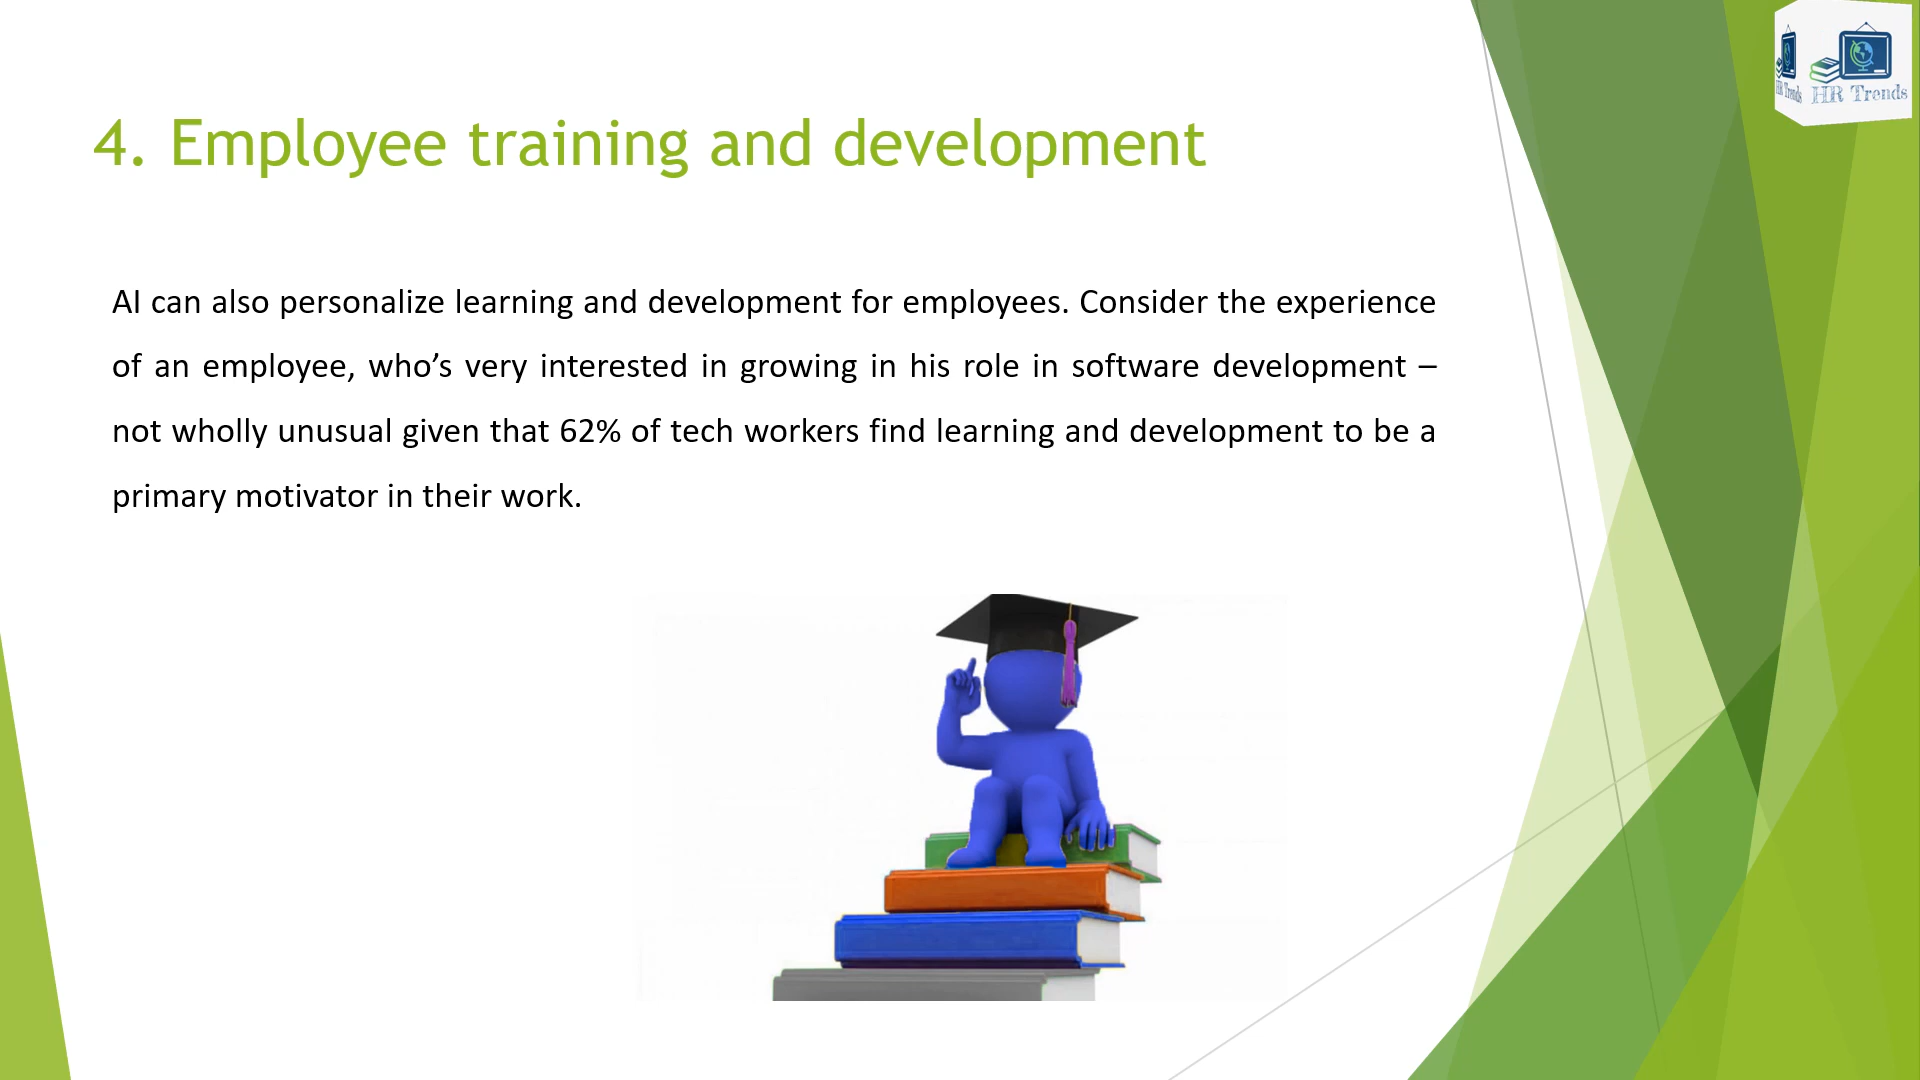 4. Employee training and development
AI can also personalize learning and development for employees. Consider the experience
of an employee, who’s very interested in growing in his role in software development –
not wholly unusual given that 62% of tech workers find learning and development to be a
primary motivator in their work.
HR Trends
HR Trends